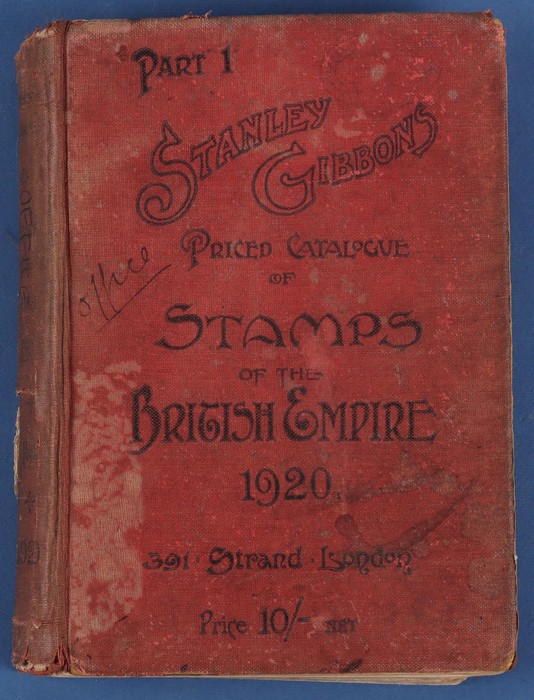 Part 1
Stanley
Gibbons
Priced Catalogue
of
Stamps
of the
British Empire
1920
391 · Strand · London
Price 10/- net
office